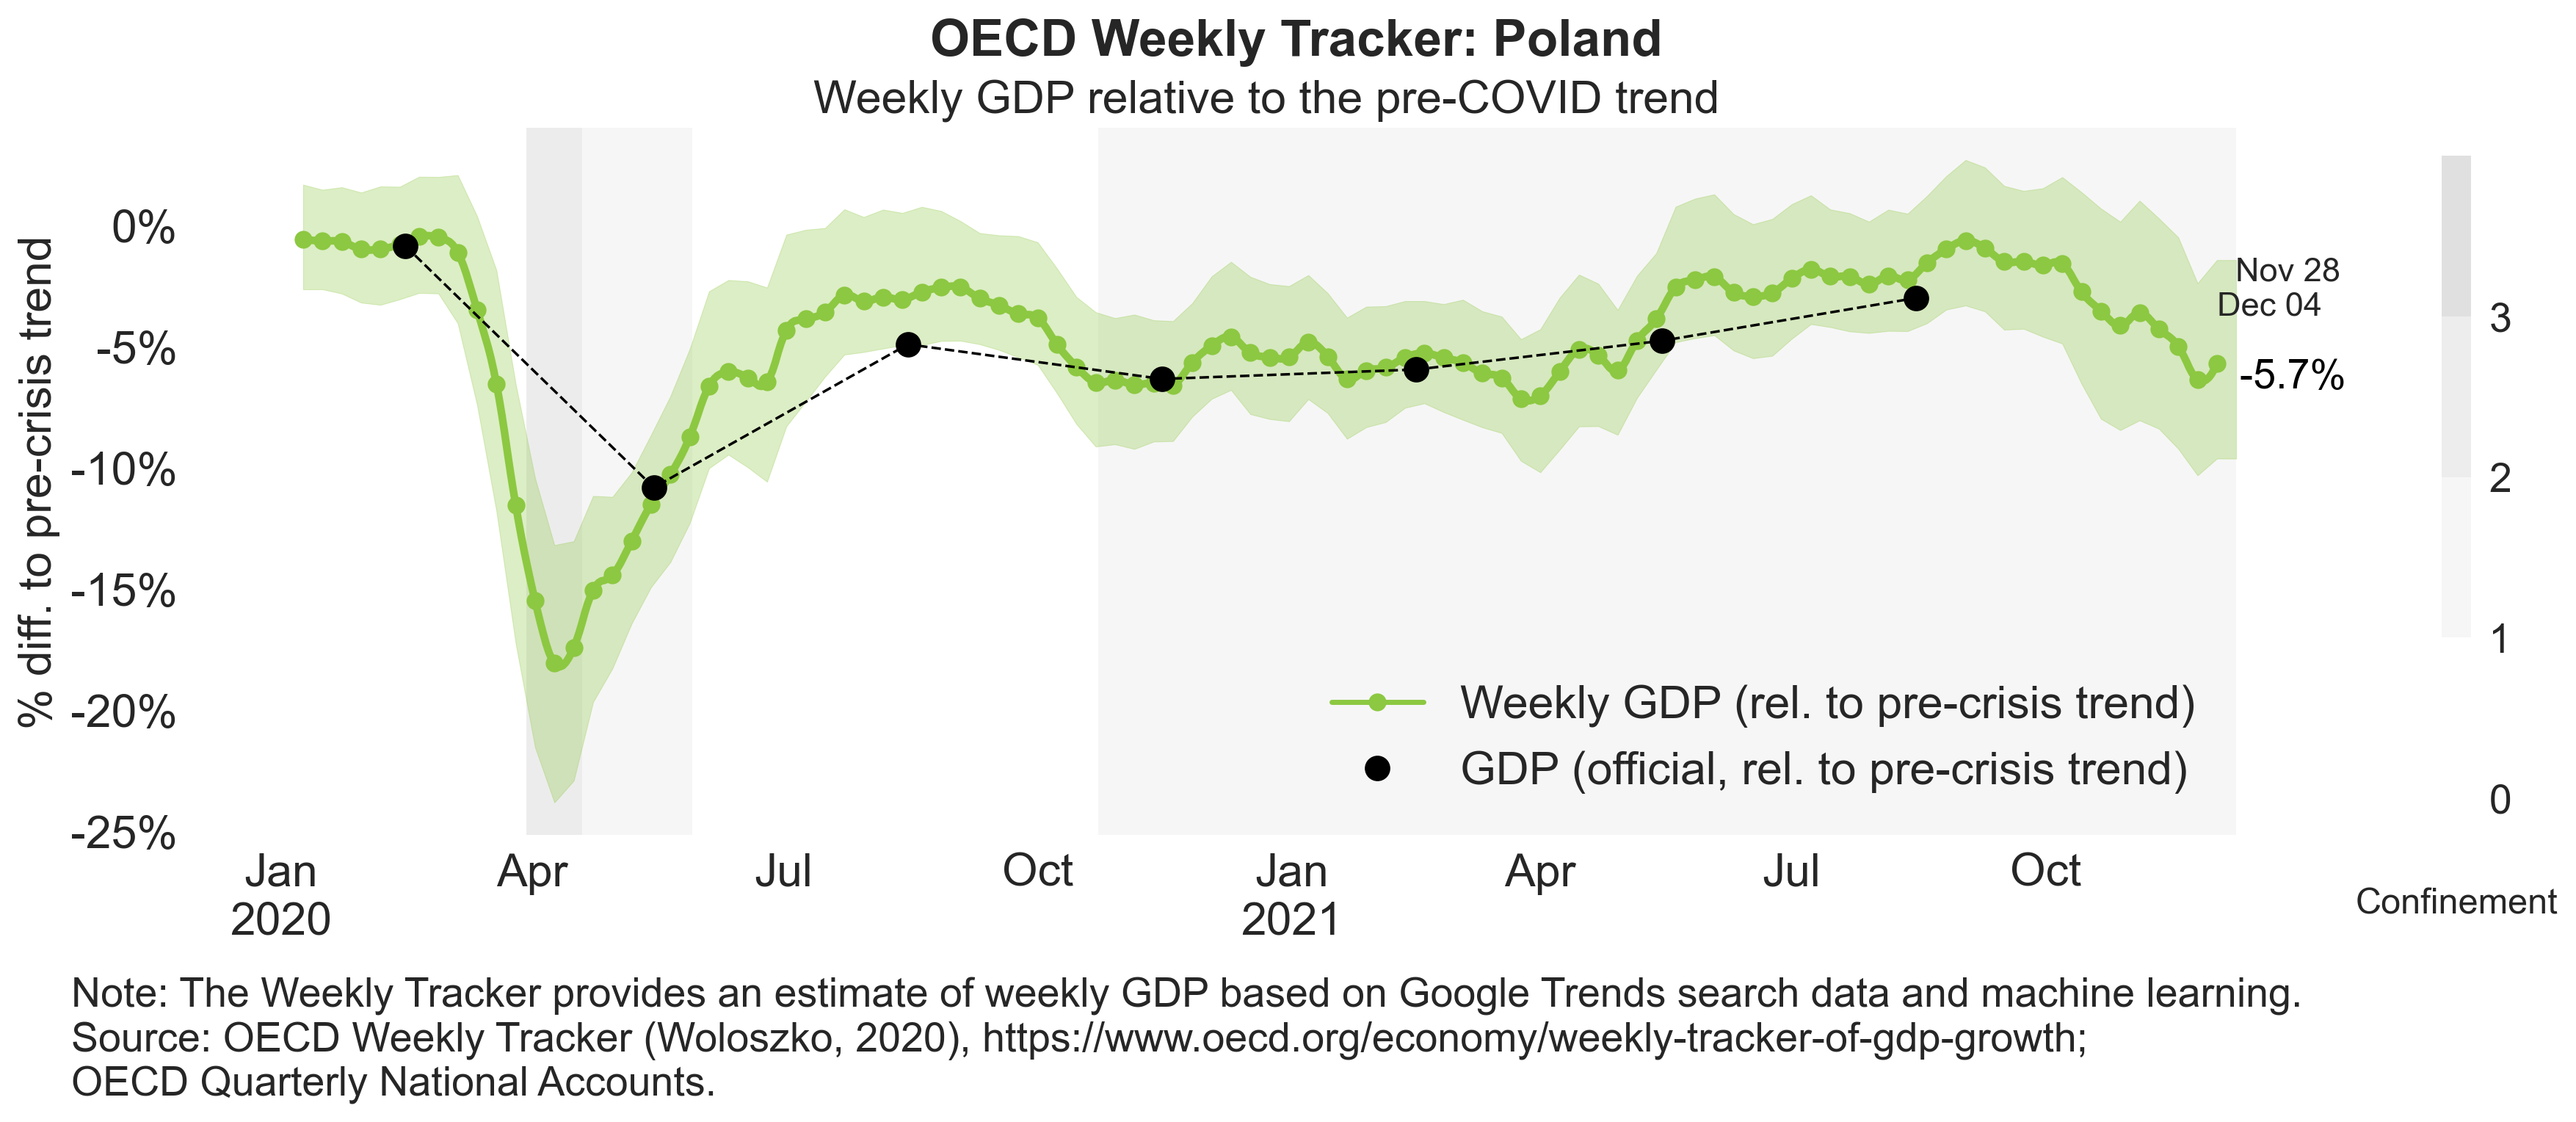 OECD Weekly Tracker: Poland
Weekly GDP relative to the pre-COVID trend
% diff. to pre-crisis trend
0%
-5%
-10%
-15%
-20%
-25%
Jan
2020
Apr
Jul
Oct
Jan
2021
Apr
Jul
Oct
Nov 28
Dec 04
-5.7%
Weekly GDP (rel. to pre-crisis trend)
GDP (official, rel. to pre-crisis trend)
3
2
1
0
Confinement
Note: The Weekly Tracker provides an estimate of weekly GDP based on Google Trends search data and machine learning.
Source: OECD Weekly Tracker (Woloszko, 2020), https://www.oecd.org/economy/weekly-tracker-of-gdp-growth;
OECD Quarterly National Accounts.